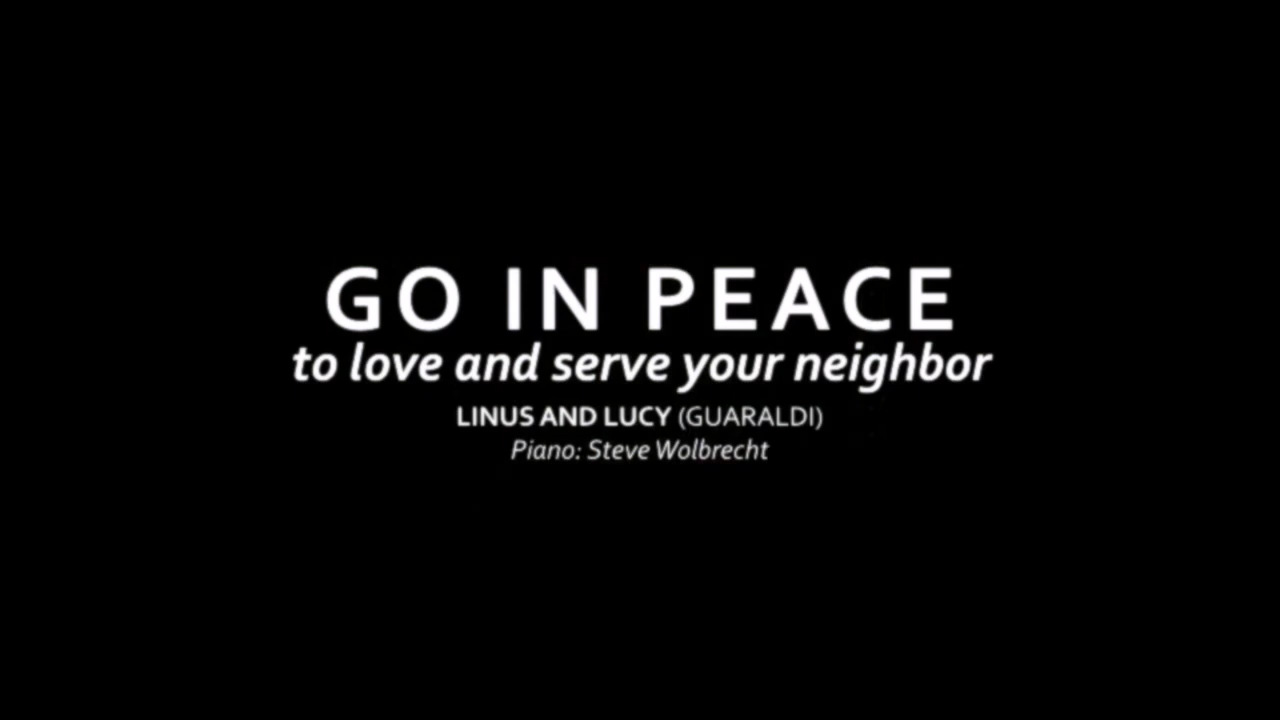 GO IN PEACE
to love and serve your neighbor
LINUS AND LUCY (GUARALDI)
Piano: Steve Wolbrecht